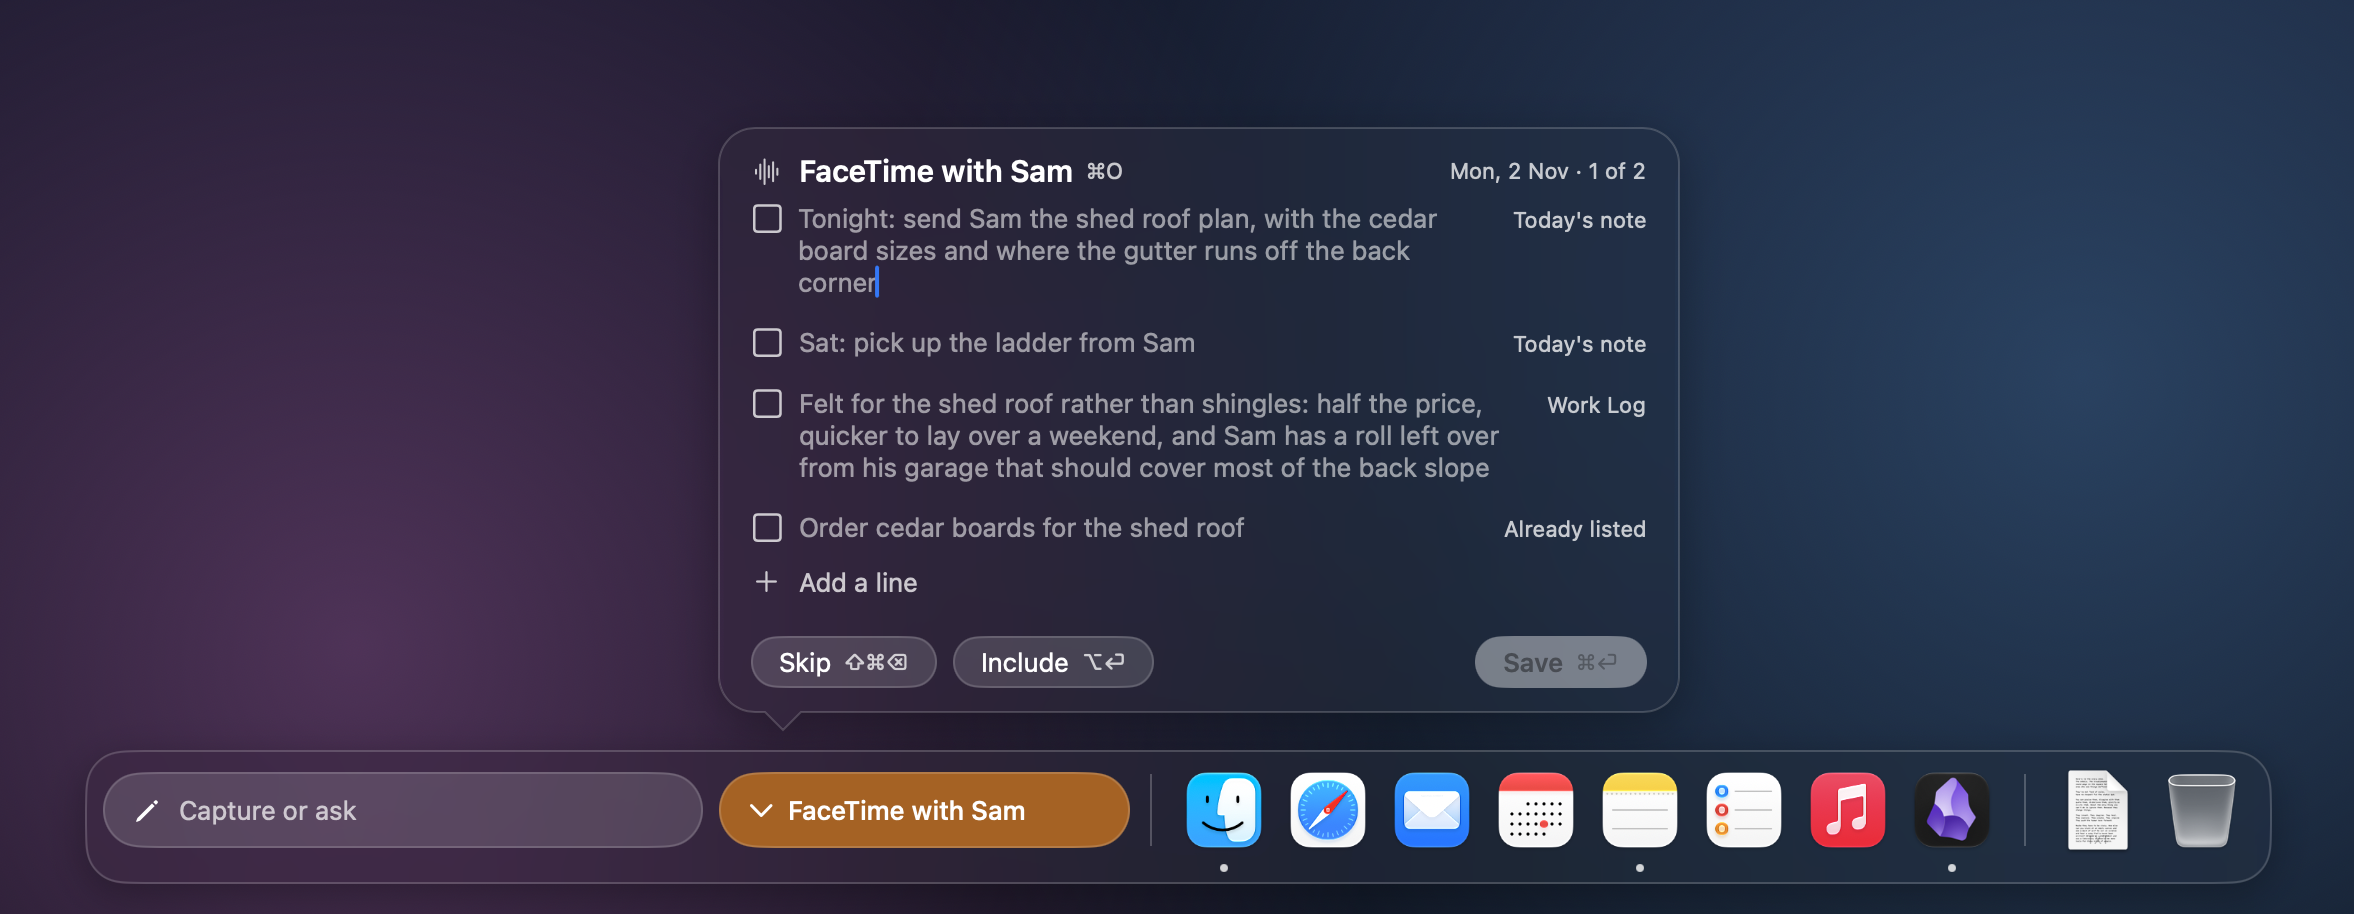 FaceTime with Sam ⌘O
Mon, 2 Nov · 1 of 2
Tonight: send Sam the shed roof plan, with the cedar
board sizes and where the gutter runs off the back
corner
Today's note
Sat: pick up the ladder from Sam
Today's note
Felt for the shed roof rather than shingles: half the price,
quicker to lay over a weekend, and Sam has a roll left over
from his garage that should cover most of the back slope
Work Log
Order cedar boards for the shed roof
Already listed
Add a line
Skip ⇧⌘⌫
Include ⌥↩
Save ⌘↩
Capture or ask
FaceTime with Sam